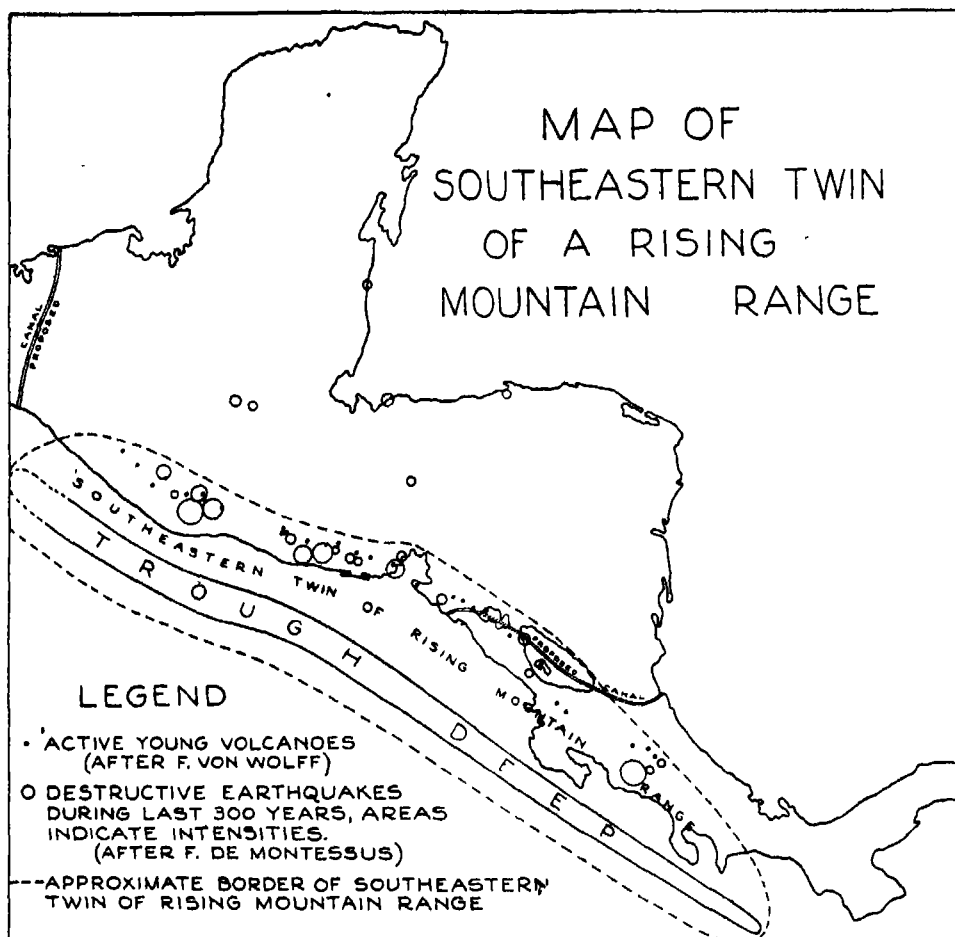 MAP OF
SOUTHEASTERN TWIN
OF A RISING
MOUNTAIN RANGE
CANAL
PROPOSED
SOUTHEASTERN TWIN OF RISING MOUNTAIN RANGE
TROUGH DEEP
PROPOSED CANAL
LEGEND
ACTIVE YOUNG VOLCANOES
(AFTER F. VON WOLFF)
DESTRUCTIVE EARTHQUAKES
DURING LAST 300 YEARS, AREAS
INDICATE INTENSITIES.
(AFTER F. DE MONTESSUS)
APPROXIMATE BORDER OF SOUTHEASTERN
TWIN OF RISING MOUNTAIN RANGE